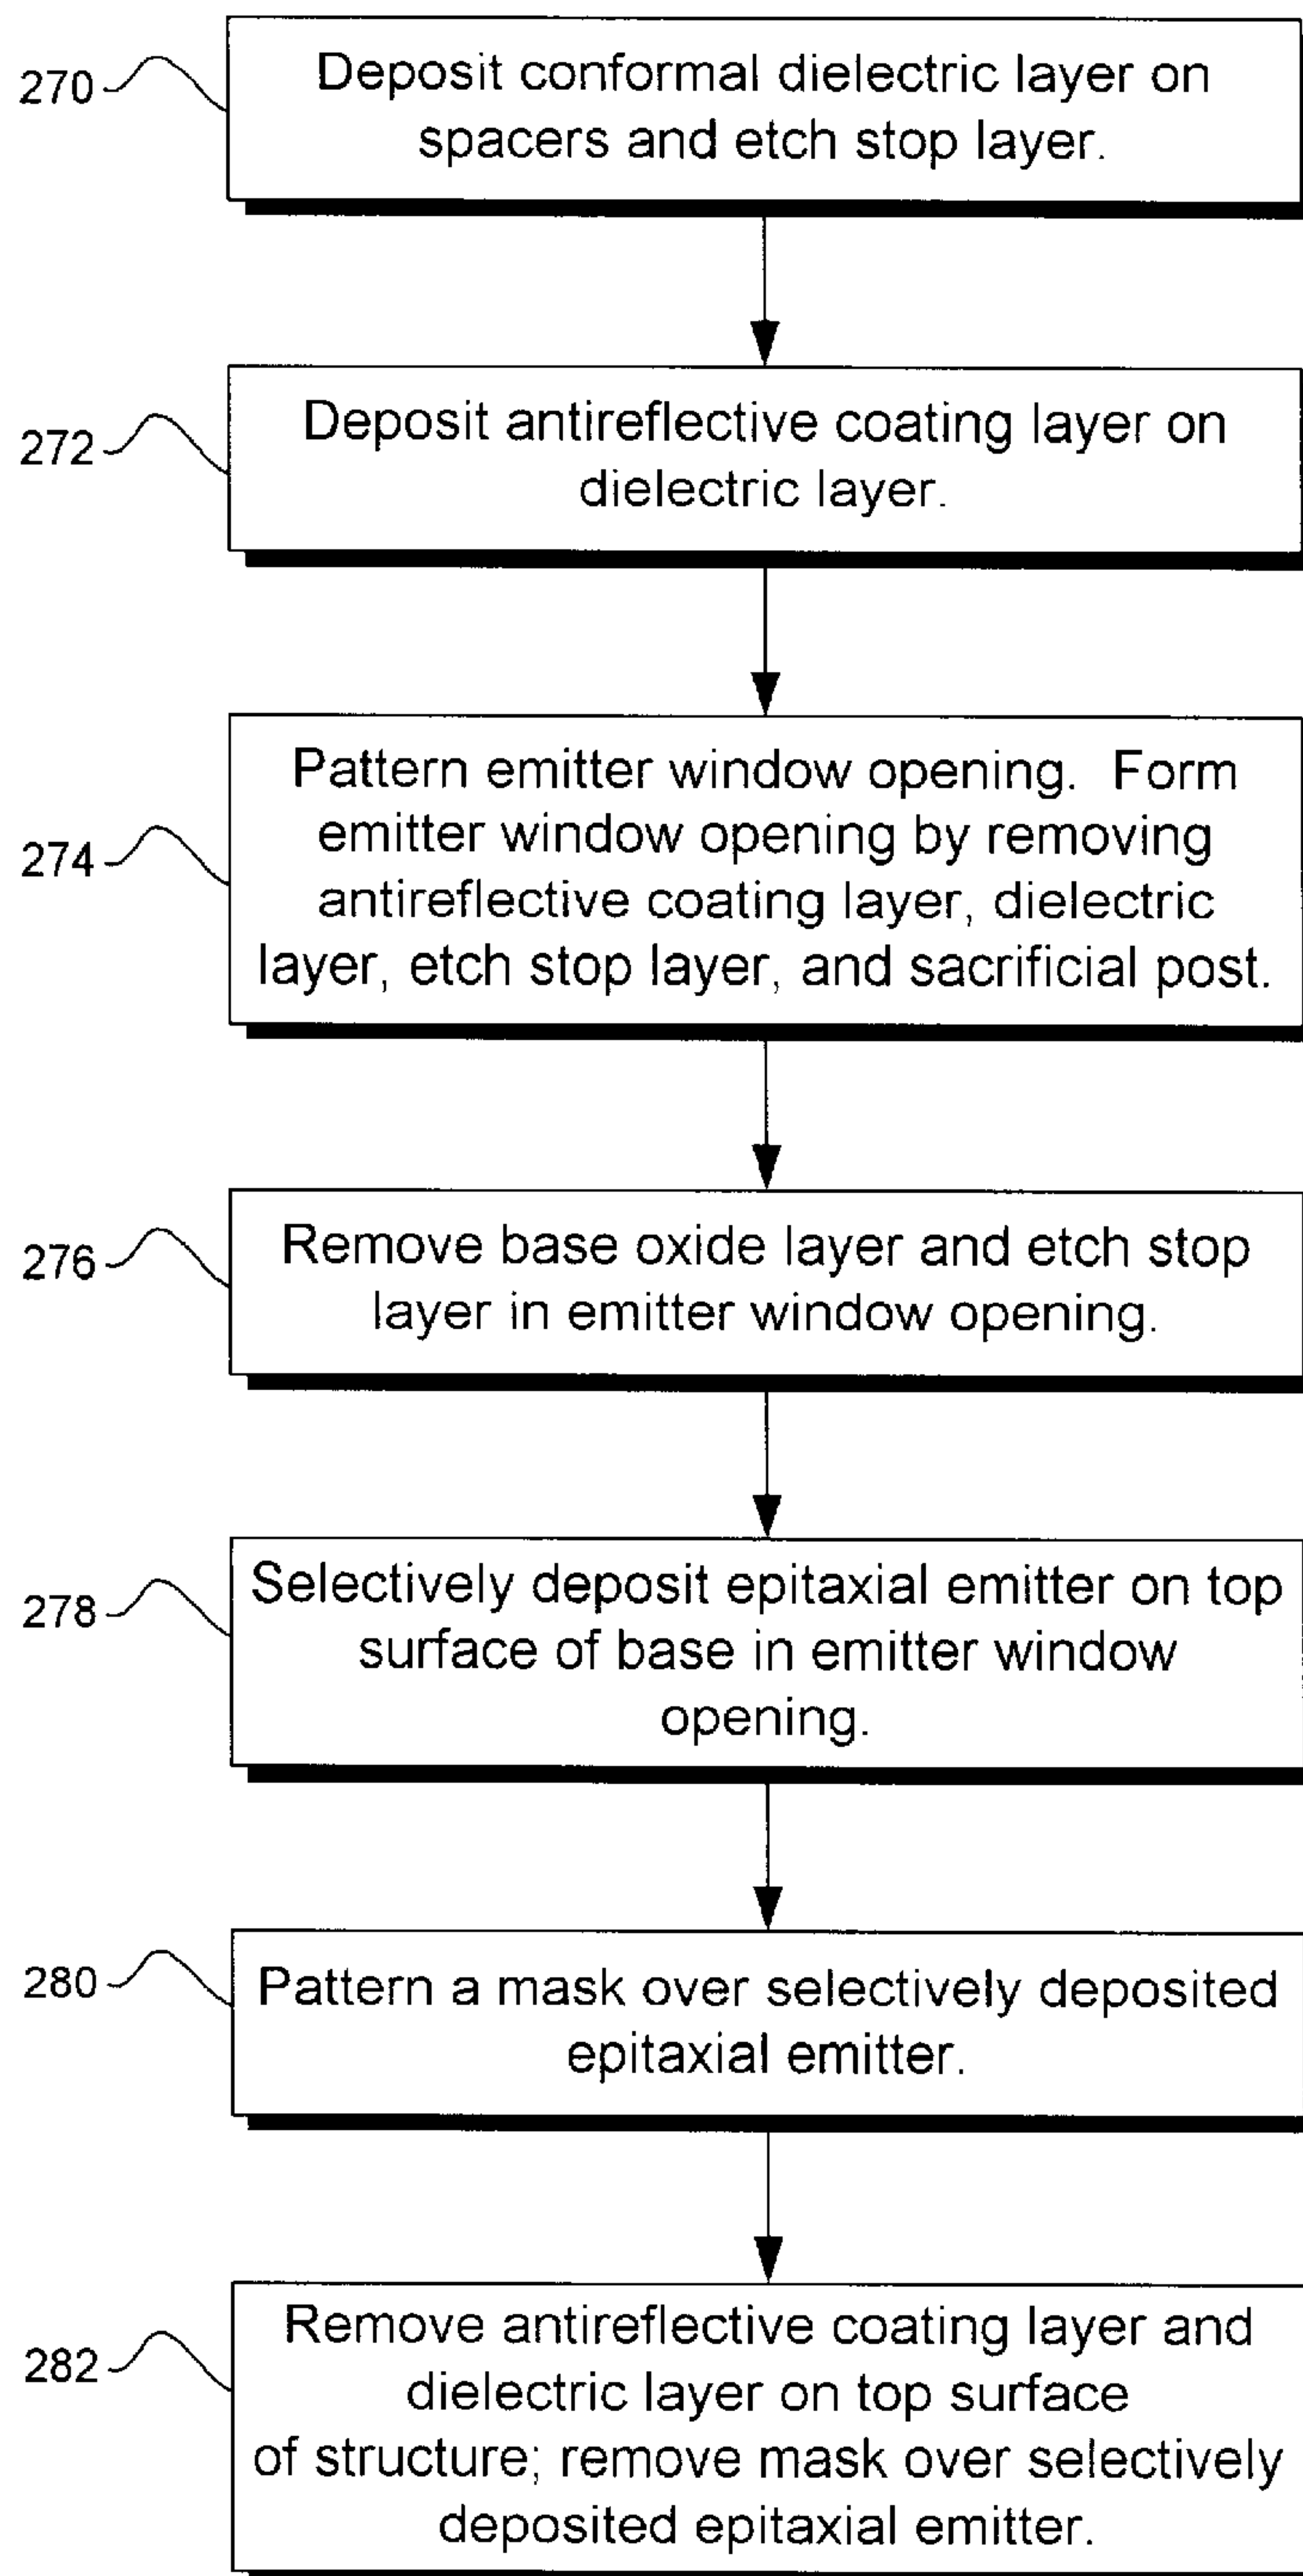 270
Deposit conformal dielectric layer on
spacers and etch stop layer.
272
Deposit antireflective coating layer on
dielectric layer.
274
Pattern emitter window opening. Form
emitter window opening by removing
antireflective coating layer, dielectric
layer, etch stop layer, and sacrificial post.
276
Remove base oxide layer and etch stop
layer in emitter window opening.
278
Selectively deposit epitaxial emitter on top
surface of base in emitter window
opening.
280
Pattern a mask over selectively deposited
epitaxial emitter.
282
Remove antireflective coating layer and
dielectric layer on top surface
of structure; remove mask over selectively
deposited epitaxial emitter.